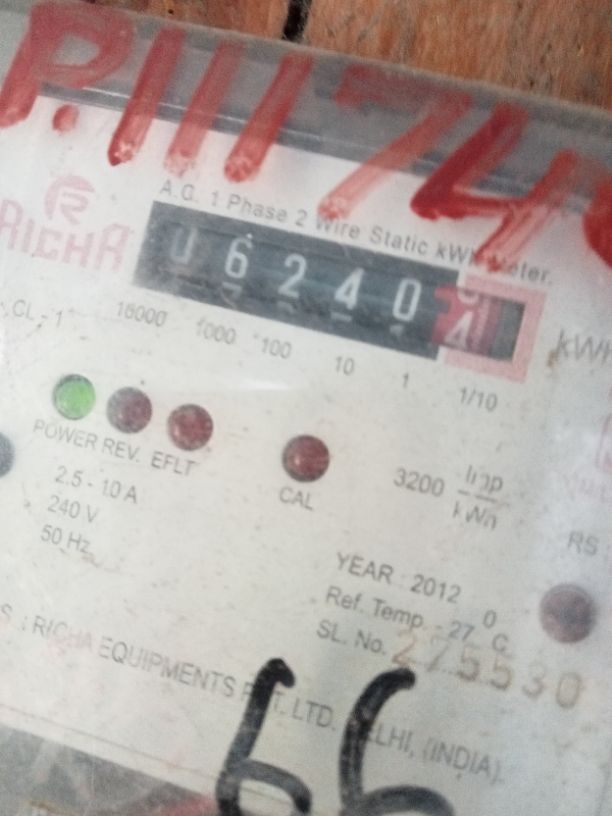 P.11174
RICHA
A.C. 1 Phase 2 Wire Static kWh Meter.
06240 4
kWH
CL - 1 10000 1000 100 10 1 1/10
POWER REV. EFLT
CAL
3200 Imp/kWh
2.5 - 10 A
240 V
50 Hz
RS
YEAR : 2012
Ref. Temp - 27 °C
SL. No. 275530
RICHA EQUIPMENTS PVT. LTD. DELHI, (INDIA).
66